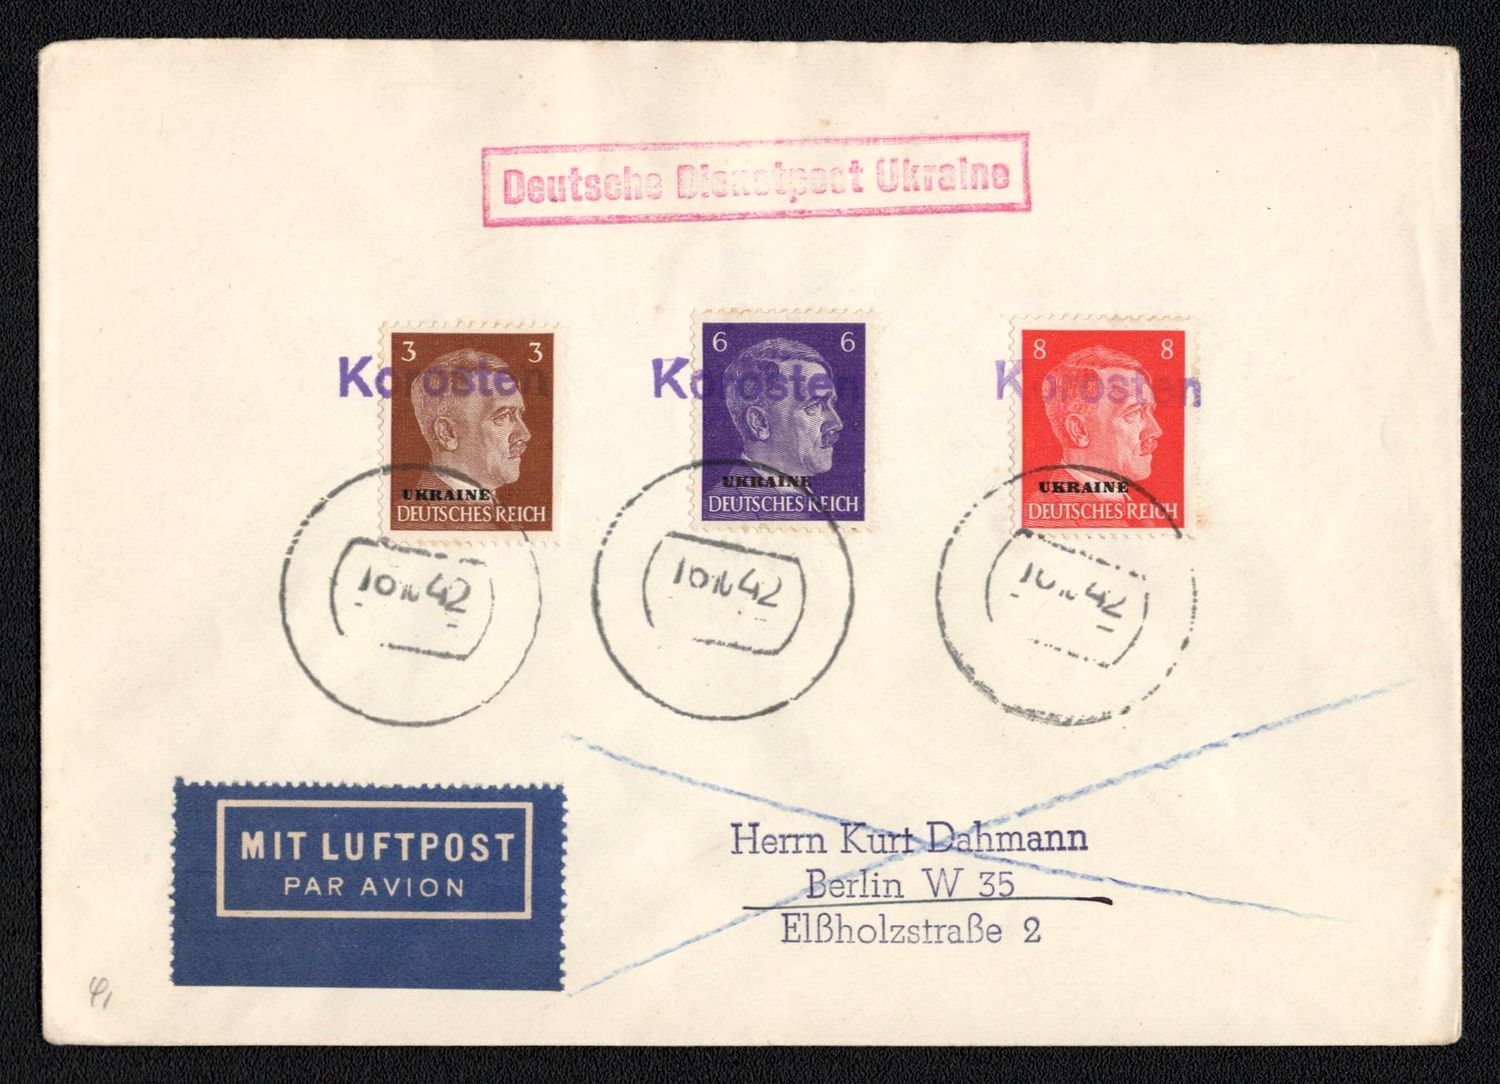 Deutsche Dienstpost Ukraine
3 3
Korosten
UKRAINE
DEUTSCHES REICH
6 6
Korosten
UKRAINE
DEUTSCHES REICH
8 8
Korosten
UKRAINE
DEUTSCHES REICH
42
42
42
MIT LUFTPOST
PAR AVION
Herrn Kurt Dahmann
Berlin W 35
Elßholzstraße 2